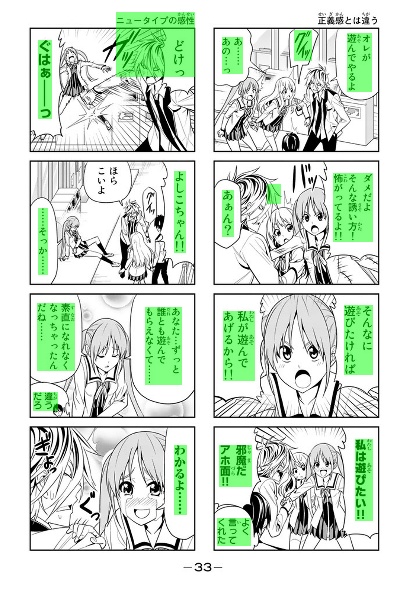 正義感とは違う
オレが
遊んでやるよ
あ……
あの…っ
グッ
ダメだよ
そんな誘い方！
怖がってるよ!!
あぁん？
そんなに
遊びたければ
私が遊んで
あげるから!!
私は遊びたい!!
邪魔だ
アホ面!!
よく
言って
くれた
ニュータイプの感性
どけっ
ぐはぁ――っ
よしこちゃん!!
ほら
こいよ
……そっか……
あなた…ずっと
誰とも遊んで
もらえなくて……
素直になれなく
なっちゃったん
だね…
違う
だろ
わかるよ……
―33―